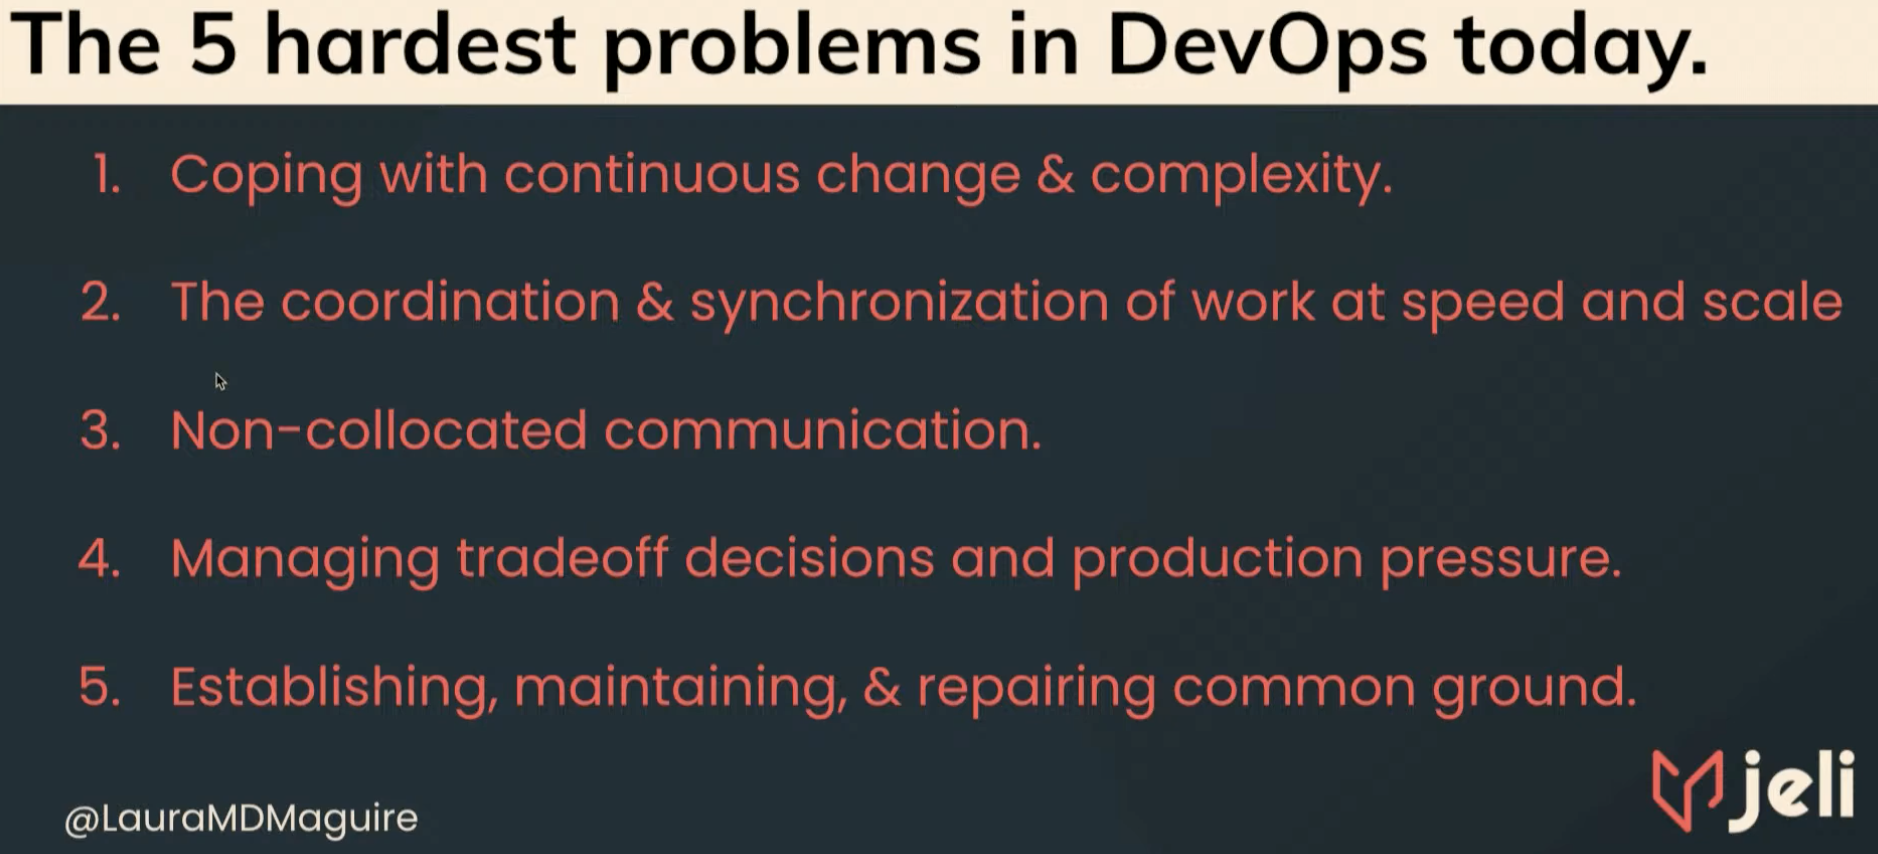 The 5 hardest problems in DevOps today.
1. Coping with continuous change & complexity.
2. The coordination & synchronization of work at speed and scale
3. Non-collocated communication.
4. Managing tradeoff decisions and production pressure.
5. Establishing, maintaining, & repairing common ground.
@LauraMDMaguire
jeli